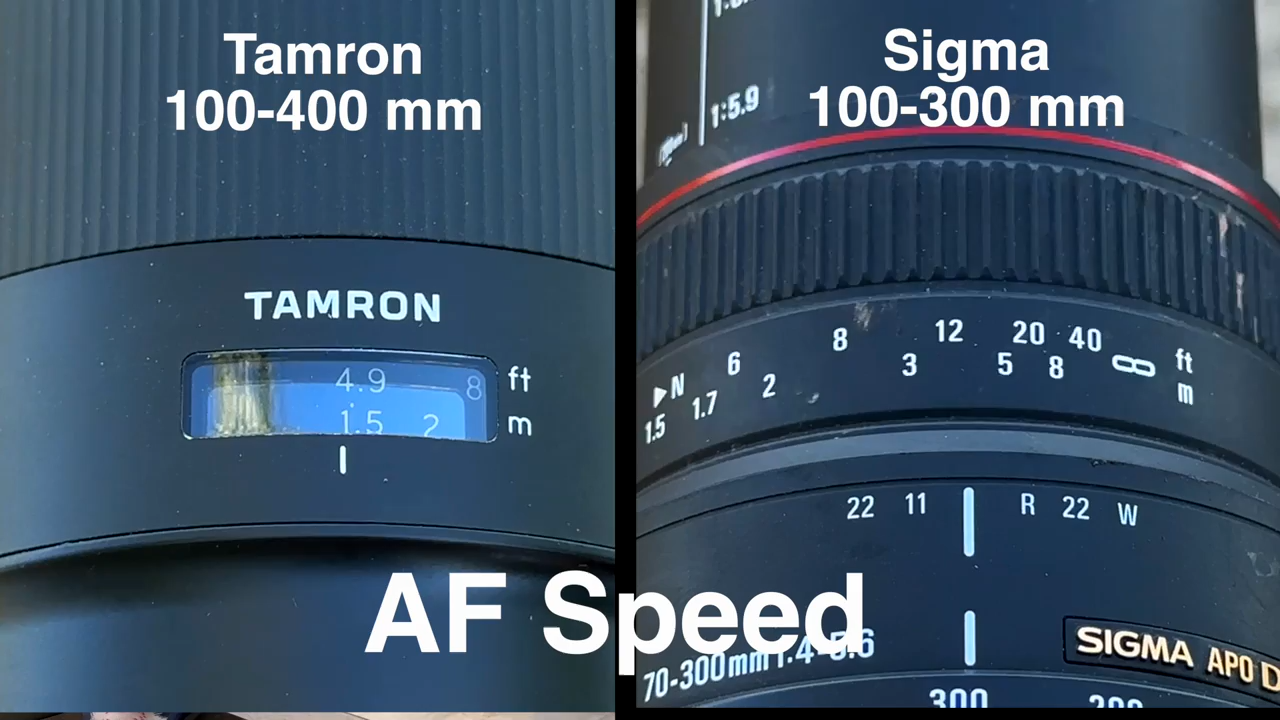 Tamron
100-400 mm
TAMRON
4.9 8 ft
1.5 2 m
Sigma
100-300 mm
1:5.9
N 6 8 12 20 40 ∞ ft
1.5 1.7 2 3 5 8 m
22 11 R 22 W
AF Speed
70-300mm 1:4-5.6
SIGMA APO D
300 200